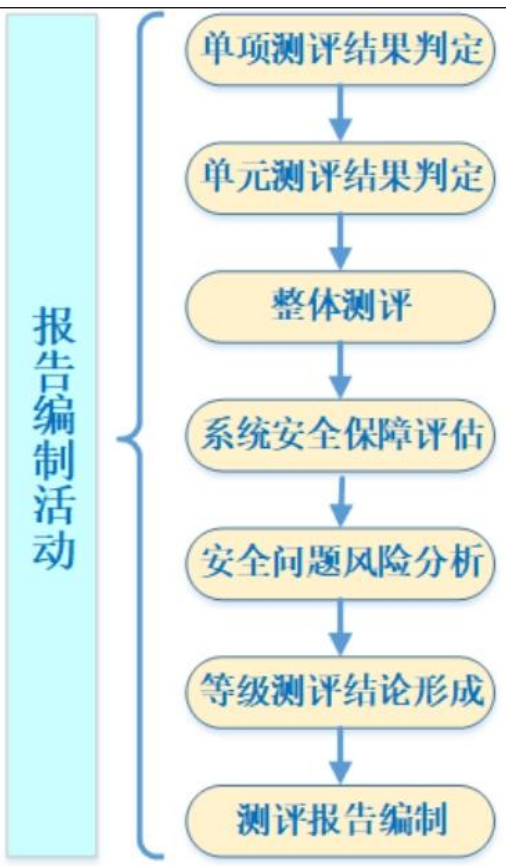 报告编制活动
单项测评结果判定
单元测评结果判定
整体测评
系统安全保障评估
安全问题风险分析
等级测评结论形成
测评报告编制